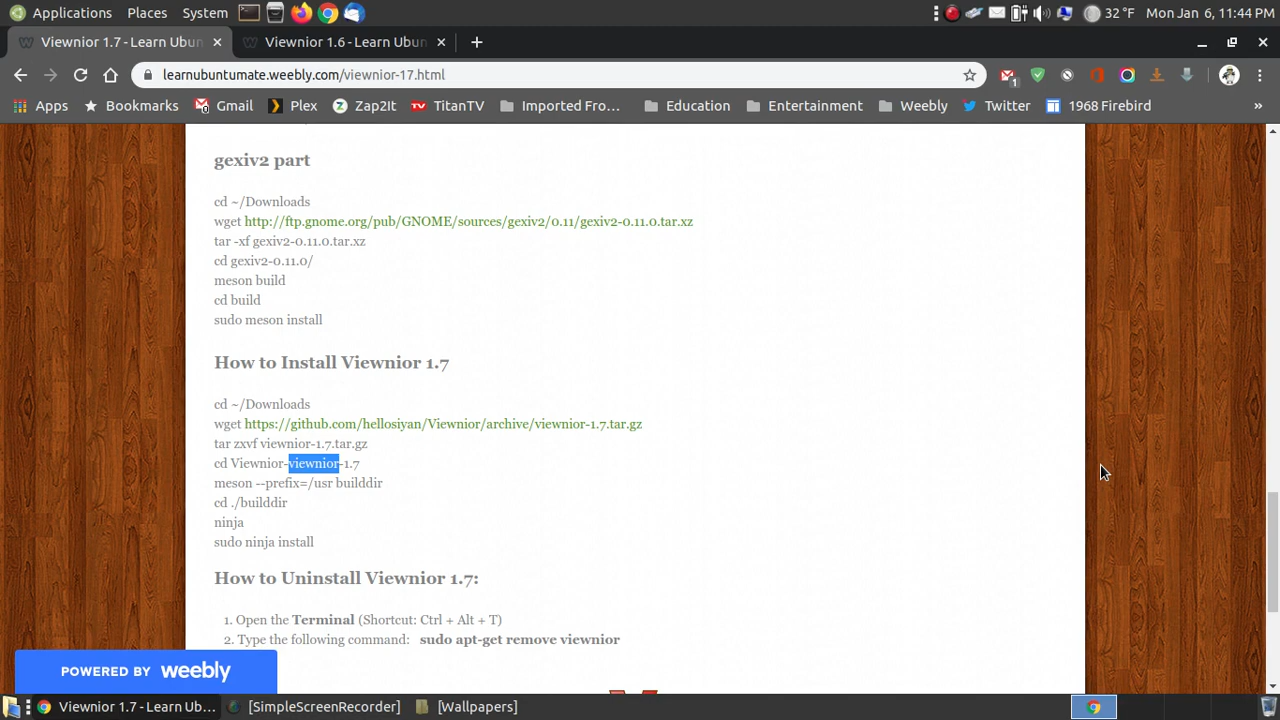 Applications Places System 32 °F Mon Jan 6, 11:44 PM
Viewnior 1.7 - Learn Ubun Viewnior 1.6 - Learn Ubun
learnubuntumate.weebly.com/viewnior-17.html 1
Apps Bookmarks Gmail Plex Zap2It TitanTV Imported Fro... Education Entertainment Weebly Twitter 1968 Firebird »
gexiv2 part
cd ~/Downloads
wget http://ftp.gnome.org/pub/GNOME/sources/gexiv2/0.11/gexiv2-0.11.0.tar.xz
tar -xf gexiv2-0.11.0.tar.xz
cd gexiv2-0.11.0/
meson build
cd build
sudo meson install
How to Install Viewnior 1.7
cd ~/Downloads
wget https://github.com/hellosiyan/Viewnior/archive/viewnior-1.7.tar.gz
tar zxvf viewnior-1.7.tar.gz
cd Viewnior-viewnior-1.7
meson --prefix=/usr builddir
cd ./builddir
ninja
sudo ninja install
How to Uninstall Viewnior 1.7:
1. Open the Terminal (Shortcut: Ctrl + Alt + T)
2. Type the following command: sudo apt-get remove viewnior
POWERED BY weebly
Viewnior 1.7 - Learn Ub... [SimpleScreenRecorder] [Wallpapers]